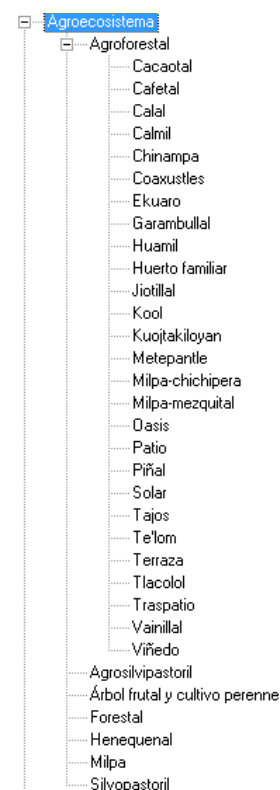 Agroecosistema
Agroforestal
Cacaotal
Cafetal
Calal
Calmil
Chinampa
Coaxustles
Ekuaro
Garambullal
Huamil
Huerto familiar
Jiotillal
Kool
Kuojtakiloyan
Metepantle
Milpa-chichipera
Milpa-mezquital
Oasis
Patio
Piñal
Solar
Tajos
Te'lom
Terraza
Tlacolol
Traspatio
Vainillal
Viñedo
Agrosilvipastoril
Árbol frutal y cultivo perenne
Forestal
Henequenal
Milpa
Silvopastoril